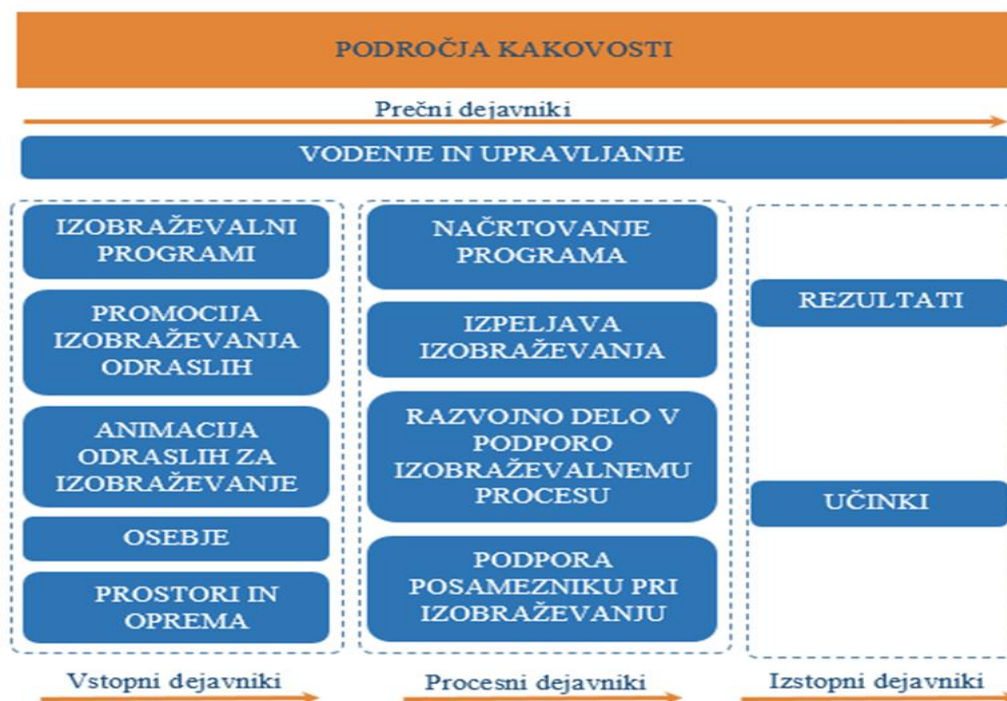 PODROČJA KAKOVOSTI
Prečni dejavniki
VODENJE IN UPRAVLJANJE
IZOBRAŽEVALNI
PROGRAMI
PROMOCIJA
IZOBRAŽEVANJA
ODRASLIH
ANIMACIJA
ODRASLIH ZA
IZOBRAŽEVANJE
OSEBJE
PROSTORI IN
OPREMA
Vstopni dejavniki
NAČRTOVANJE
PROGRAMA
IZPELJAVA
IZOBRAŽEVANJA
RAZVOJNO DELO V
PODPORO
IZOBRAŽEVALNEMU
PROCESU
PODPORA
POSAMEZNIKU PRI
IZOBRAŽEVANJU
Procesni dejavniki
REZULTATI
UČINKI
Izstopni dejavniki